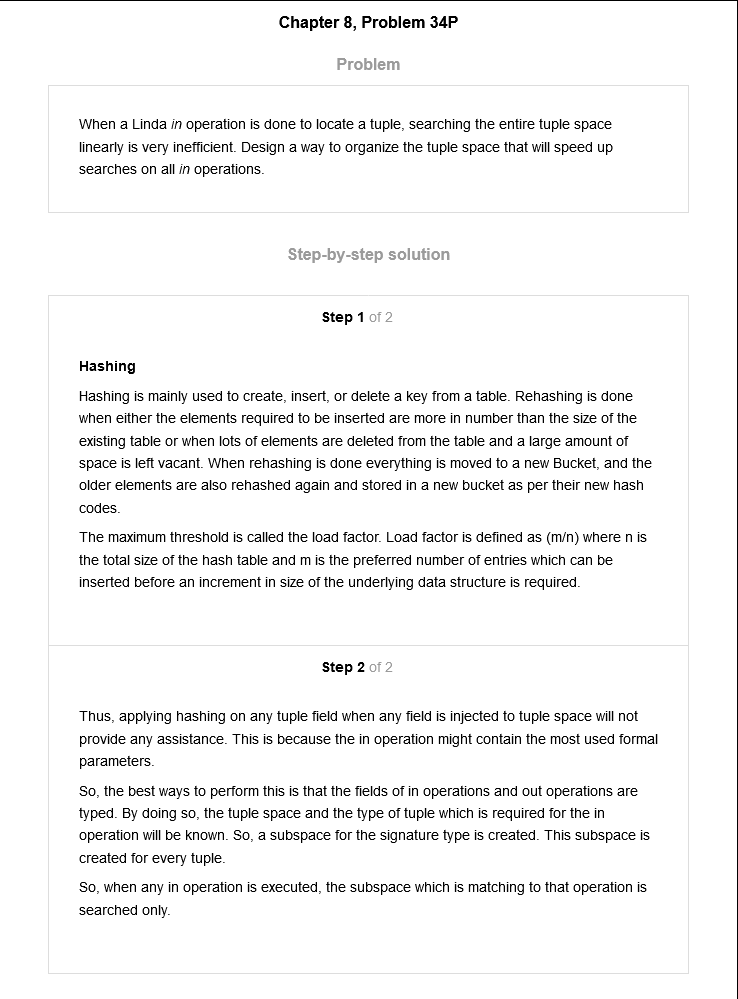 Chapter 8, Problem 34P
Problem
When a Linda in operation is done to locate a tuple, searching the entire tuple space
linearly is very inefficient. Design a way to organize the tuple space that will speed up
searches on all in operations.
Step-by-step solution
Step 1 of 2
Hashing
Hashing is mainly used to create, insert, or delete a key from a table. Rehashing is done
when either the elements required to be inserted are more in number than the size of the
existing table or when lots of elements are deleted from the table and a large amount of
space is left vacant. When rehashing is done everything is moved to a new Bucket, and the
older elements are also rehashed again and stored in a new bucket as per their new hash
codes.
The maximum threshold is called the load factor. Load factor is defined as (m/n) where n is
the total size of the hash table and m is the preferred number of entries which can be
inserted before an increment in size of the underlying data structure is required.
Step 2 of 2
Thus, applying hashing on any tuple field when any field is injected to tuple space will not
provide any assistance. This is because the in operation might contain the most used formal
parameters.
So, the best ways to perform this is that the fields of in operations and out operations are
typed. By doing so, the tuple space and the type of tuple which is required for the in
operation will be known. So, a subspace for the signature type is created. This subspace is
created for every tuple.
So, when any in operation is executed, the subspace which is matching to that operation is
searched only.